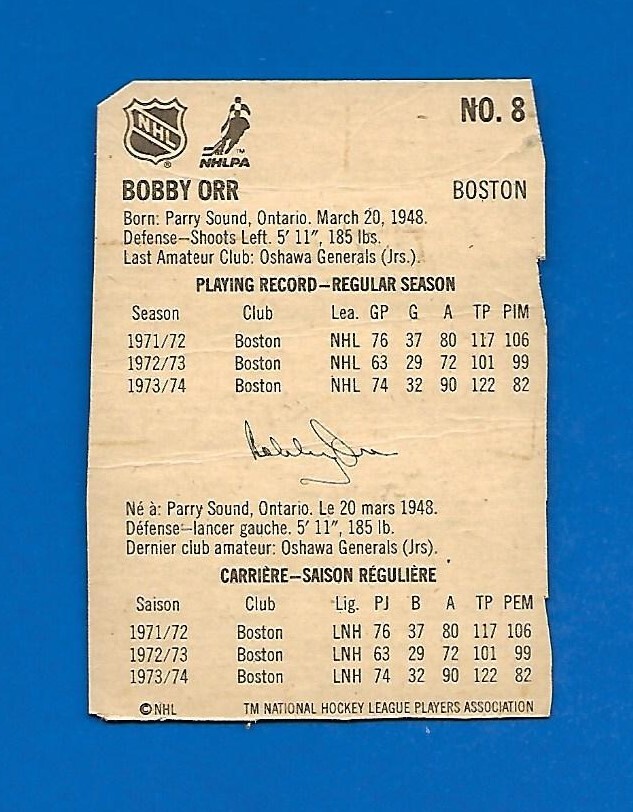 NHL
NHLPA
NO. 8
BOBBY ORR BOSTON
Born: Parry Sound, Ontario. March 20, 1948.
Defense—Shoots Left. 5′ 11″, 185 lbs.
Last Amateur Club: Oshawa Generals (Jrs.).
PLAYING RECORD—REGULAR SEASON
Season Club Lea. GP G A TP PIM
1971/72 Boston NHL 76 37 80 117 106
1972/73 Boston NHL 63 29 72 101 99
1973/74 Boston NHL 74 32 90 122 82
Bobby Orr
Né à: Parry Sound, Ontario. Le 20 mars 1948.
Défense—lancer gauche. 5′ 11″, 185 lb.
Dernier club amateur: Oshawa Generals (Jrs).
CARRIÈRE—SAISON RÉGULIÈRE
Saison Club Lig. PJ B A TP PEM
1971/72 Boston LNH 76 37 80 117 106
1972/73 Boston LNH 63 29 72 101 99
1973/74 Boston LNH 74 32 90 122 82
© NHL TM NATIONAL HOCKEY LEAGUE PLAYERS ASSOCIATION